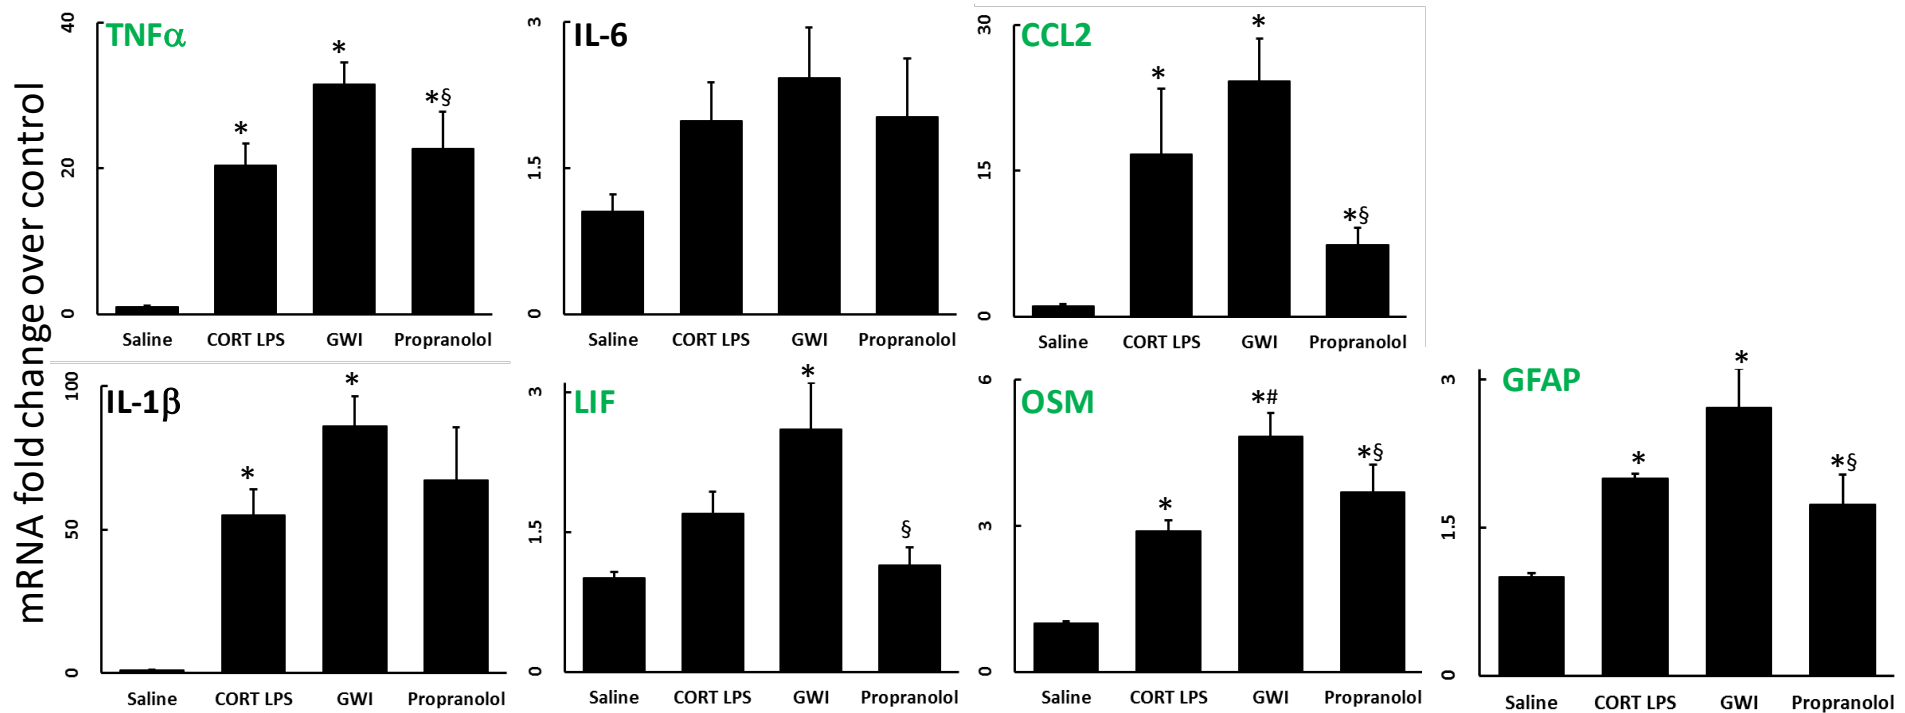 mRNA fold change over control
TNFα
40
20
0
*
*
*§
Saline CORT LPS GWI Propranolol
IL-6
3
1.5
0
Saline CORT LPS GWI Propranolol
CCL2
30
15
0
*
*
*§
Saline CORT LPS GWI Propranolol
IL-1β
100
50
0
*
*
Saline CORT LPS GWI Propranolol
LIF
3
1.5
0
*
§
Saline CORT LPS GWI Propranolol
OSM
6
3
0
*
*#
*§
Saline CORT LPS GWI Propranolol
GFAP
3
1.5
0
*
*
*§
Saline CORT LPS GWI Propranolol